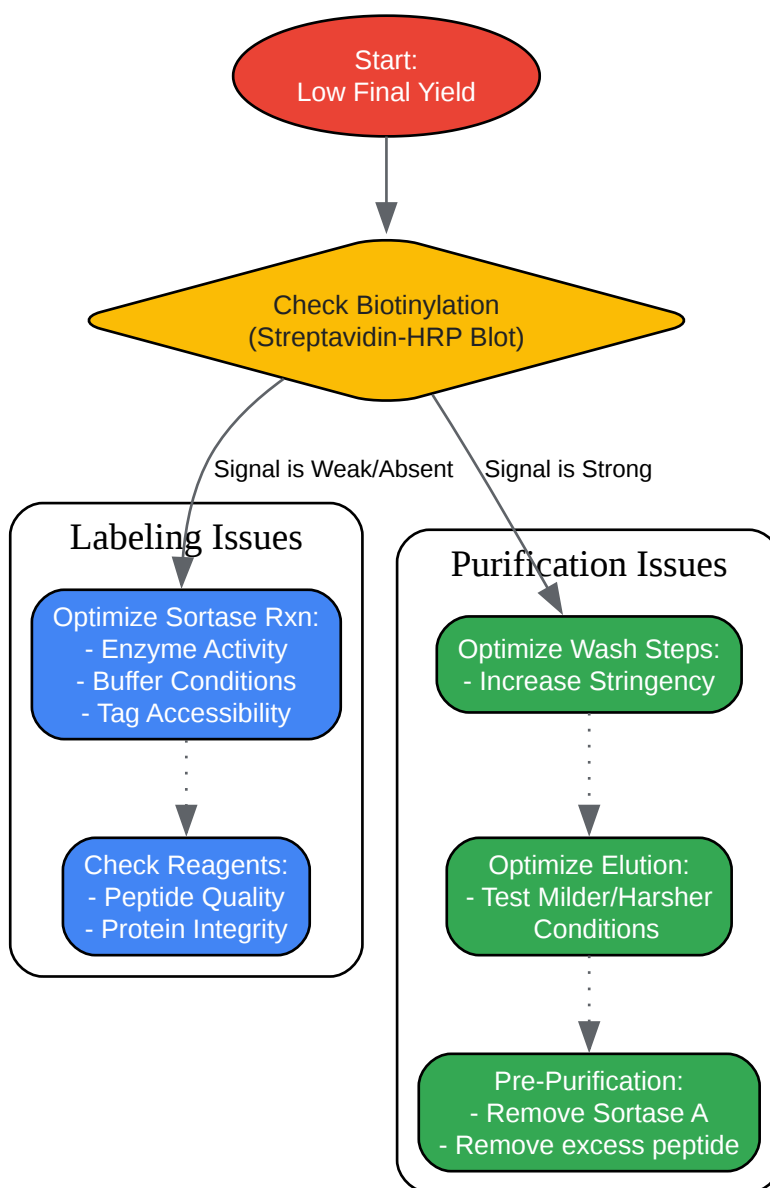 Start:
Low Final Yield
Check Biotinylation
(Streptavidin-HRP Blot)
Signal is Weak/Absent
Signal is Strong
Labeling Issues
Optimize Sortase Rxn:
- Enzyme Activity
- Buffer Conditions
- Tag Accessibility
Check Reagents:
- Peptide Quality
- Protein Integrity
Purification Issues
Optimize Wash Steps:
- Increase Stringency
Optimize Elution:
- Test Milder/Harsher
Conditions
Pre-Purification:
- Remove Sortase A
- Remove excess peptide